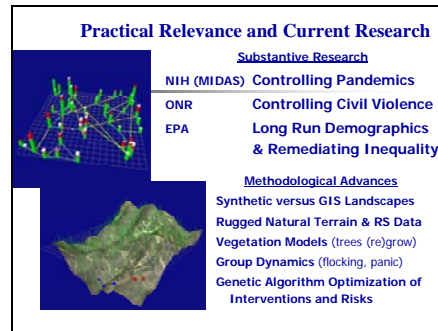 Practical Relevance and Current Research
Substantive Research
NIH (MIDAS) Controlling Pandemics
ONR Controlling Civil Violence
EPA Long Run Demographics
& Remediating Inequality
Methodological Advances
Synthetic versus GIS Landscapes
Rugged Natural Terrain & RS Data
Vegetation Models (trees (re)grow)
Group Dynamics (flocking, panic)
Genetic Algorithm Optimization of
Interventions and Risks